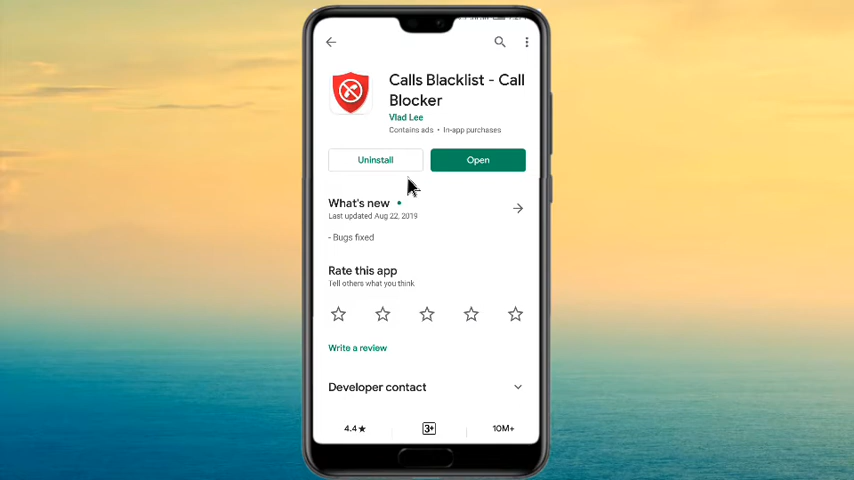 Calls Blacklist - Call
Blocker
Vlad Lee
Contains ads • In-app purchases
Uninstall
Open
What's new •
Last updated Aug 22, 2019
- Bugs fixed
Rate this app
Tell others what you think
Write a review
Developer contact
4.4★
3+
10M+